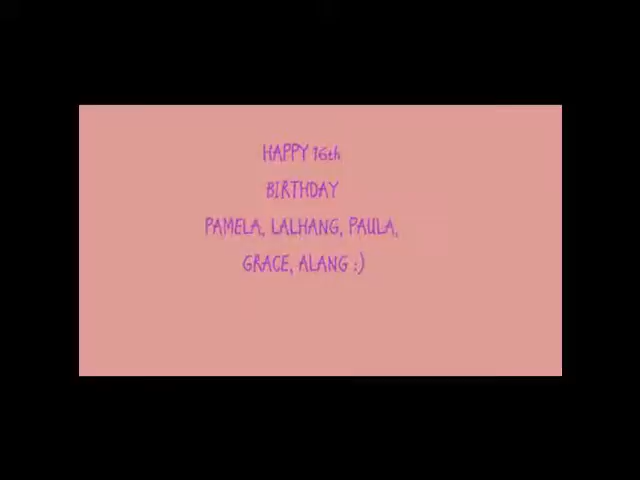 HAPPY 16th
BIRTHDAY
PAMELA, LALHANG, PAULA,
GRACE, ALANG :)